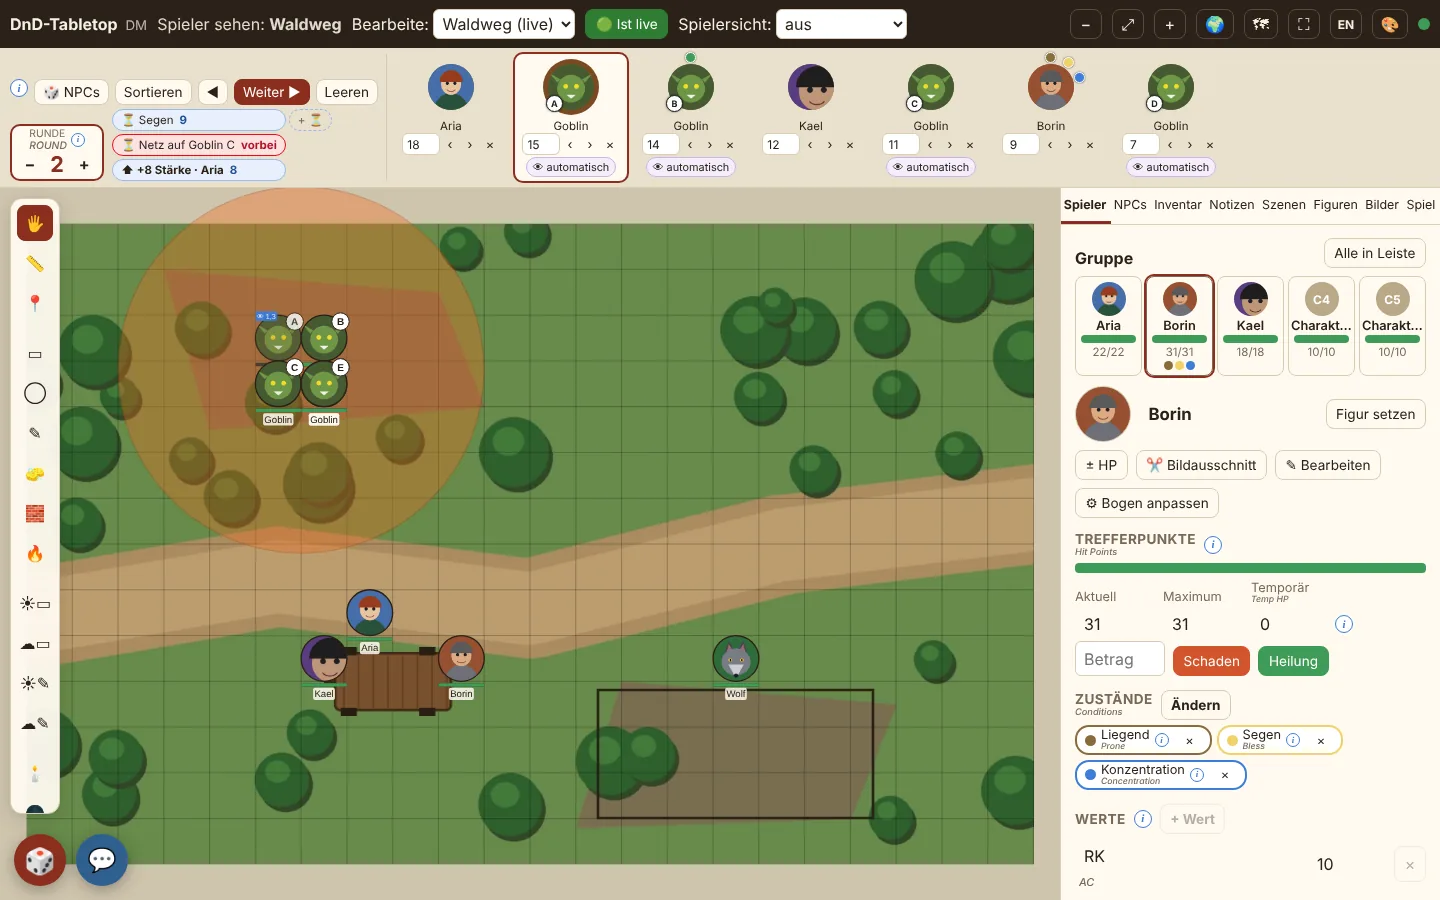 DnD-Tabletop DM Spieler sehen: Waldweg Bearbeite: Waldweg (live) Ist live Spielersicht: aus EN
i NPCs Sortieren ◀ Weiter ▶ Leeren
RUNDE i
ROUND
− 2 +
Segen 9 +
Netz auf Goblin C vorbei
+8 Stärke · Aria 8
A B C D
Aria Goblin Goblin Kael Goblin Borin Goblin
18 ‹ › × 15 ‹ › × 14 ‹ › × 12 ‹ › × 11 ‹ › × 9 ‹ › × 7 ‹ › ×
automatisch automatisch automatisch automatisch
1,3 A B
C E
Goblin Goblin
Aria
Kael Borin Wolf
Spieler NPCs Inventar Notizen Szenen Figuren Bilder Spiel
Gruppe Alle in Leiste
C4 C5
Aria Borin Kael Charakt... Charakt...
22/22 31/31 18/18 10/10 10/10
Borin Figur setzen
± HP Bildausschnitt Bearbeiten
Bogen anpassen
TREFFERPUNKTE i
Hit Points
Aktuell Maximum Temporär
Temp HP
31 31 0 i
Betrag Schaden Heilung
ZUSTÄNDE Ändern
Conditions
Liegend i × Segen i ×
Prone Bless
Konzentration i ×
Concentration
WERTE i + Wert
RK 10 ×
AC